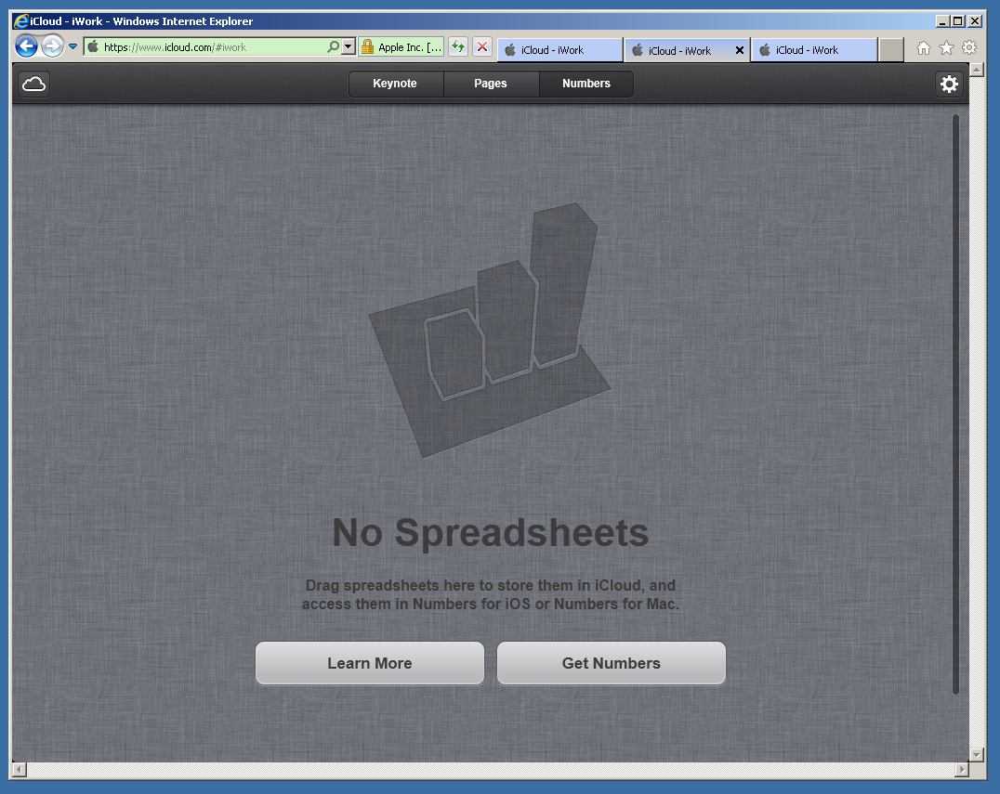 iCloud - iWork - Windows Internet Explorer
https://www.icloud.com/#iwork
Apple Inc. [...
iCloud - iWork
iCloud - iWork
iCloud - iWork
Keynote
Pages
Numbers
No Spreadsheets
Drag spreadsheets here to store them in iCloud, and
access them in Numbers for iOS or Numbers for Mac.
Learn More
Get Numbers